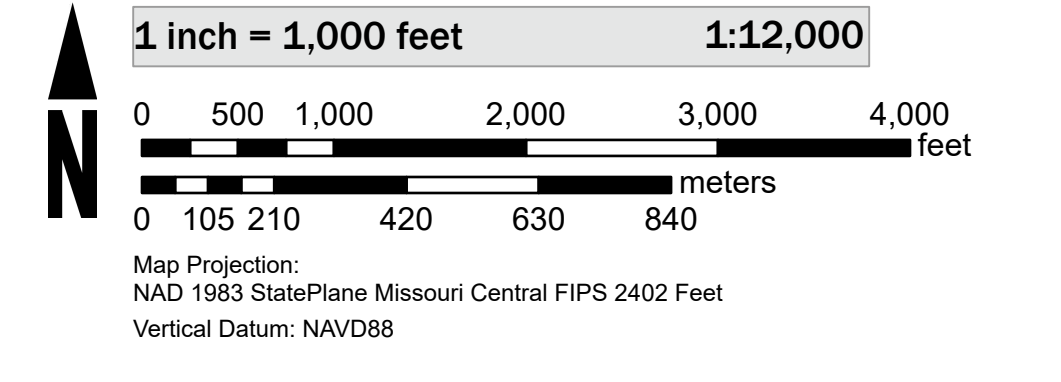 N
1 inch = 1,000 feet 1:12,000
0 500 1,000 2,000 3,000 4,000
feet
meters
0 105 210 420 630 840
Map Projection:
NAD 1983 StatePlane Missouri Central FIPS 2402 Feet
Vertical Datum: NAVD88